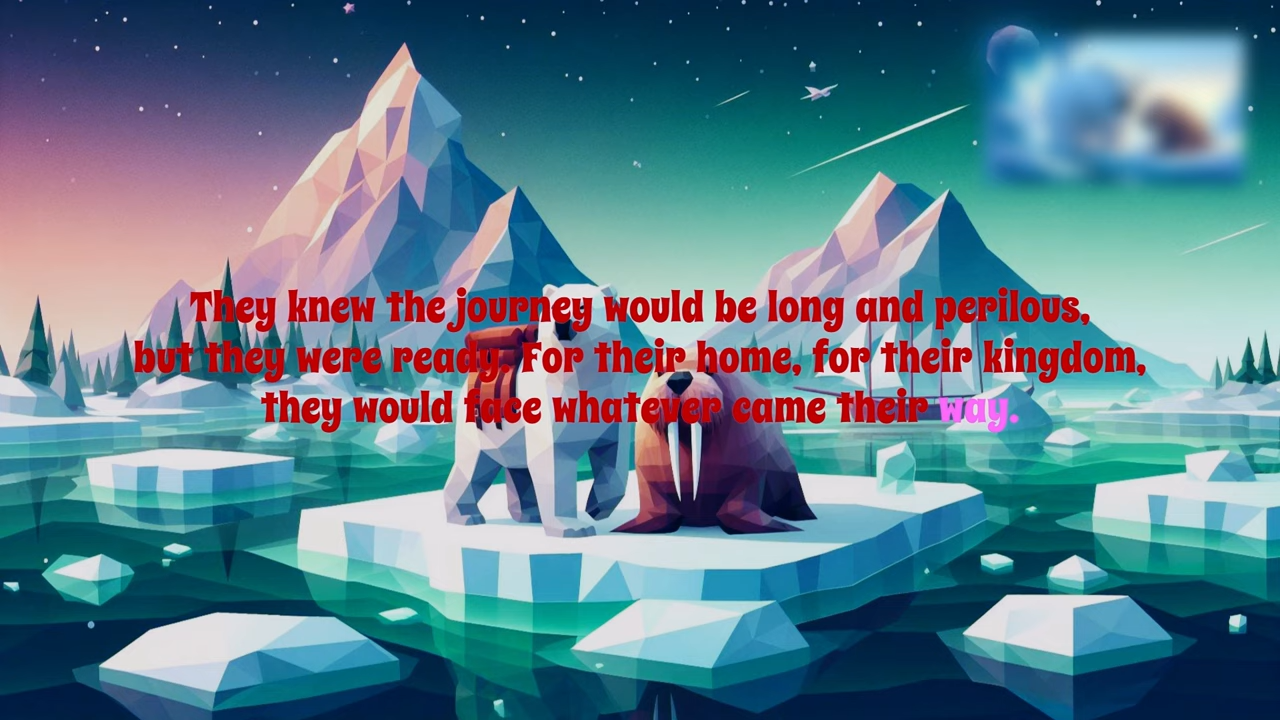 They knew the journey would be long and perilous,
but they were ready. For their home, for their kingdom,
they would face whatever came their way.